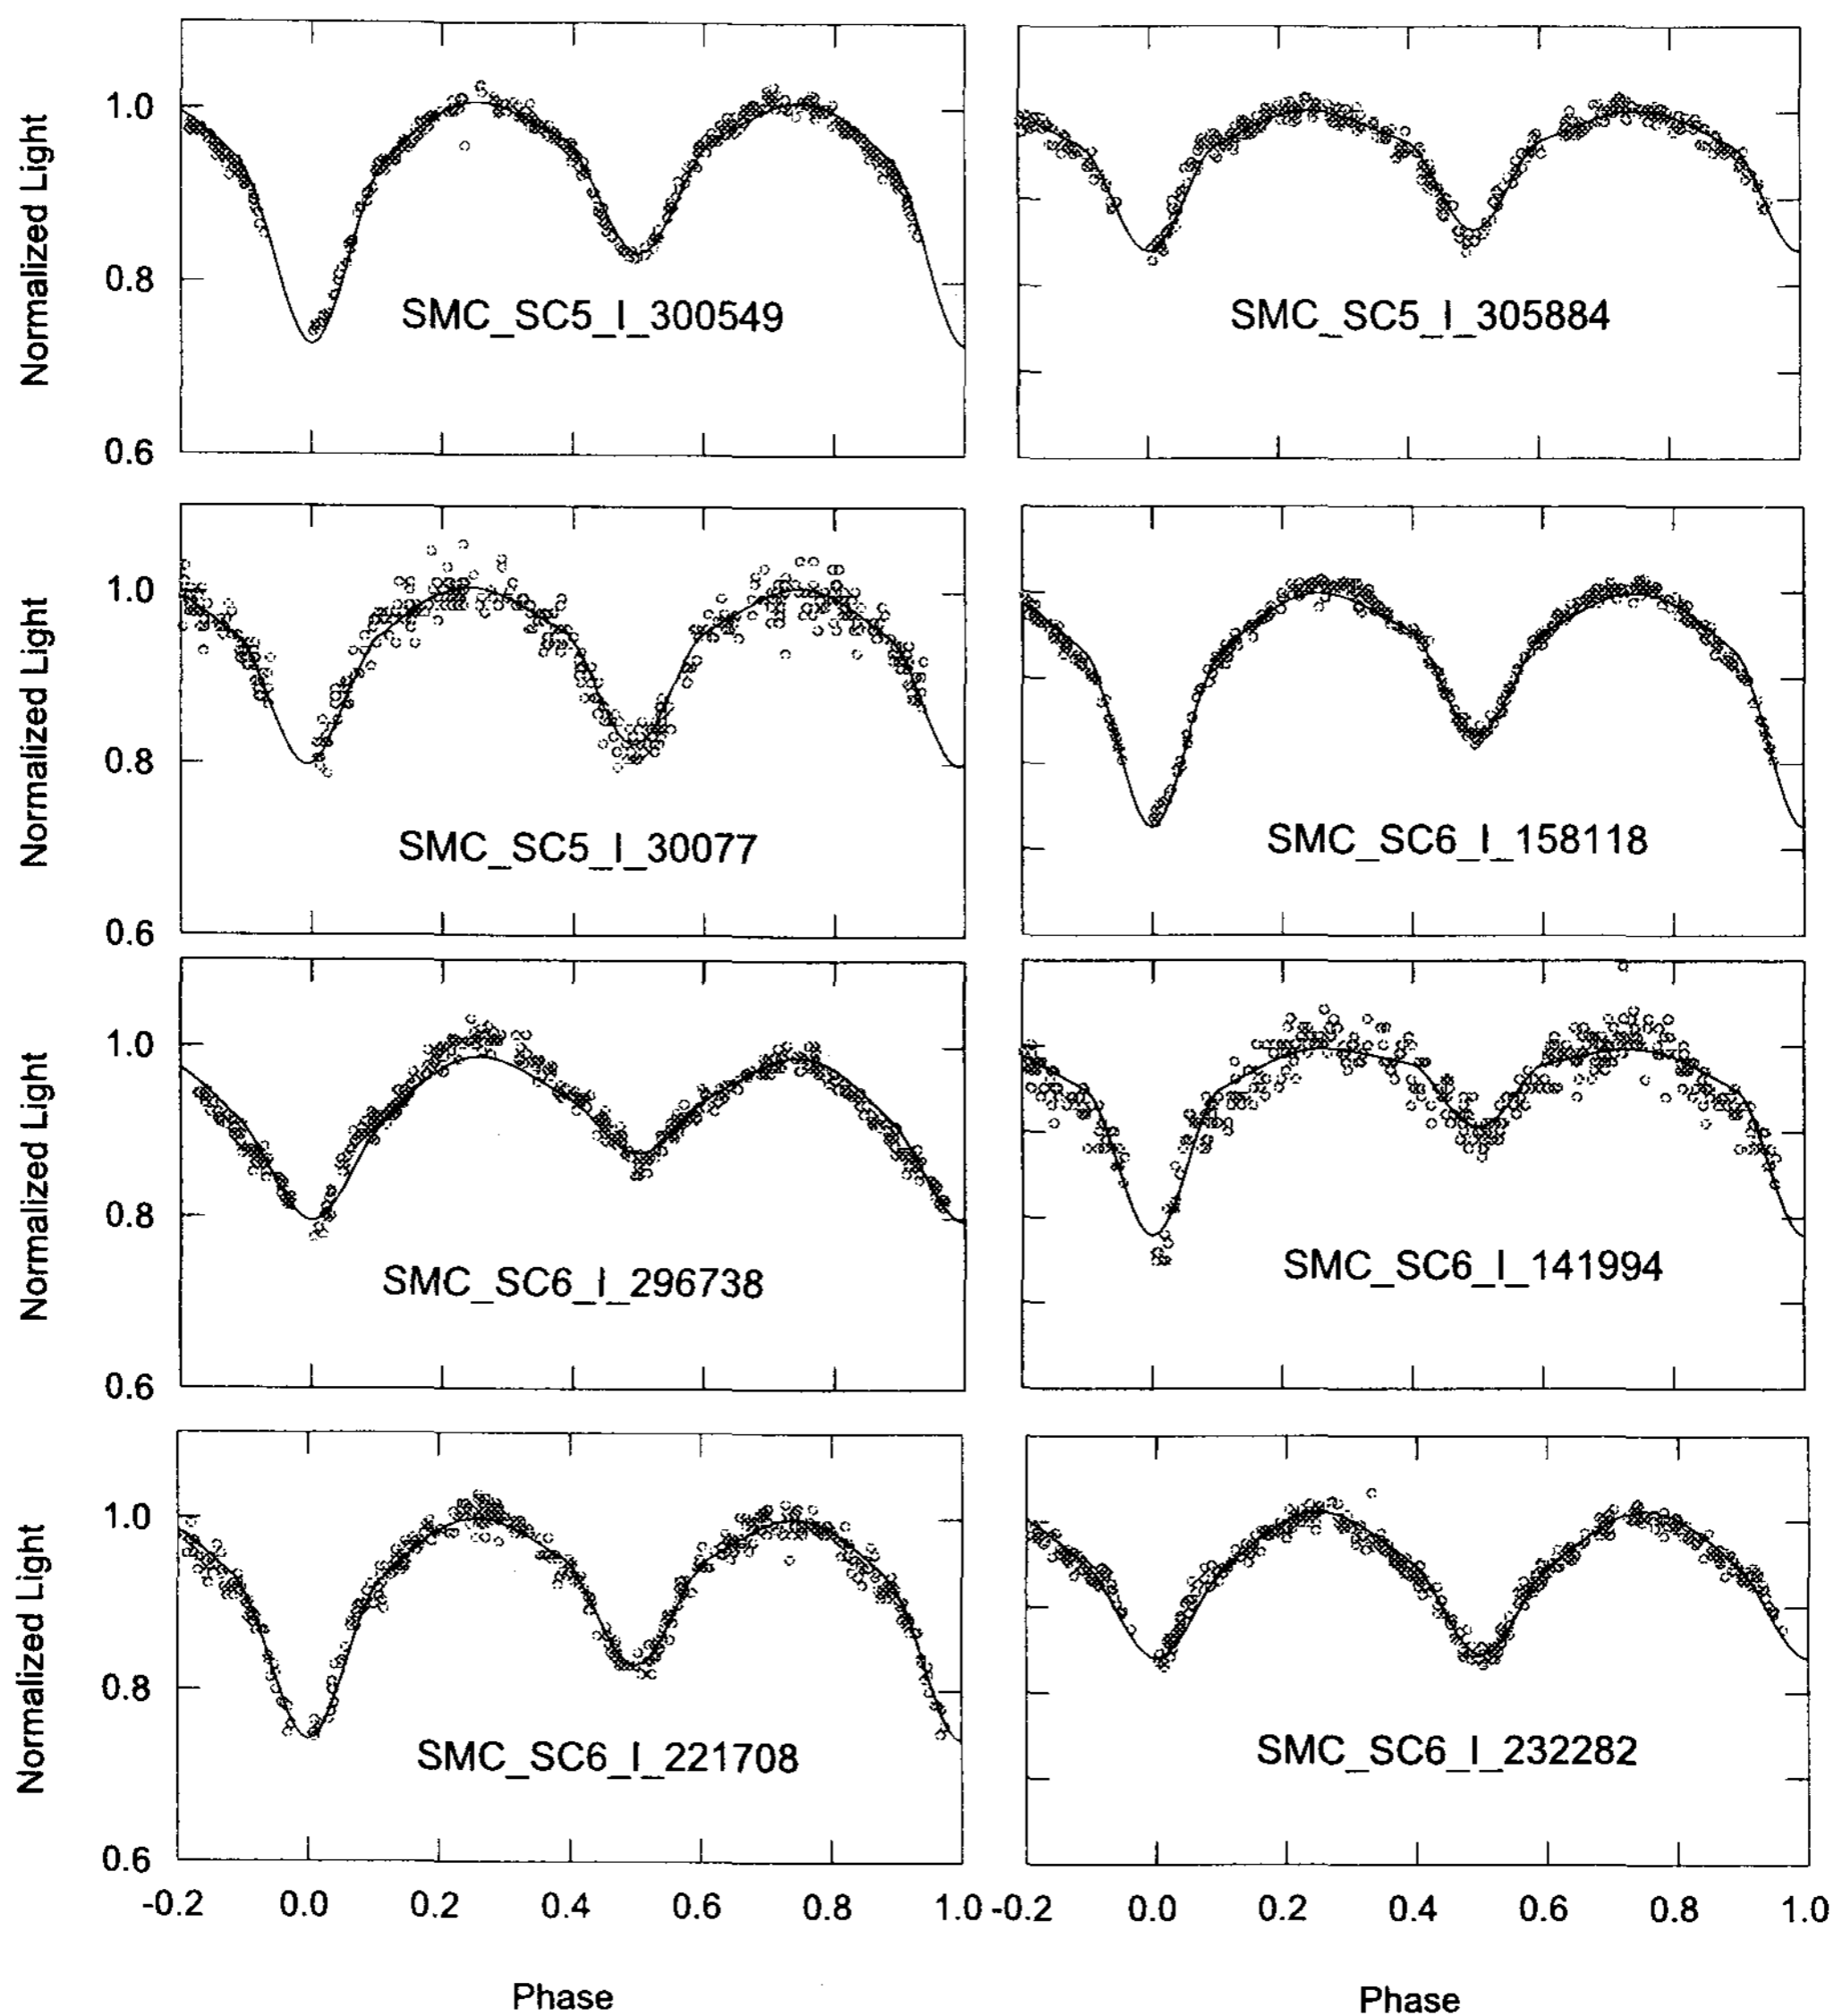 Normalized Light
1.0
0.8
0.6
SMC_SC5_I_300549
SMC_SC5_I_305884
Normalized Light
1.0
0.8
0.6
SMC_SC5_I_30077
SMC_SC6_I_158118
Normalized Light
1.0
0.8
0.6
SMC_SC6_I_296738
SMC_SC6_I_141994
Normalized Light
1.0
0.8
0.6
SMC_SC6_I_221708
SMC_SC6_I_232282
-0.2 0.0 0.2 0.4 0.6 0.8 1.0 -0.2 0.0 0.2 0.4 0.6 0.8 1.0
Phase Phase